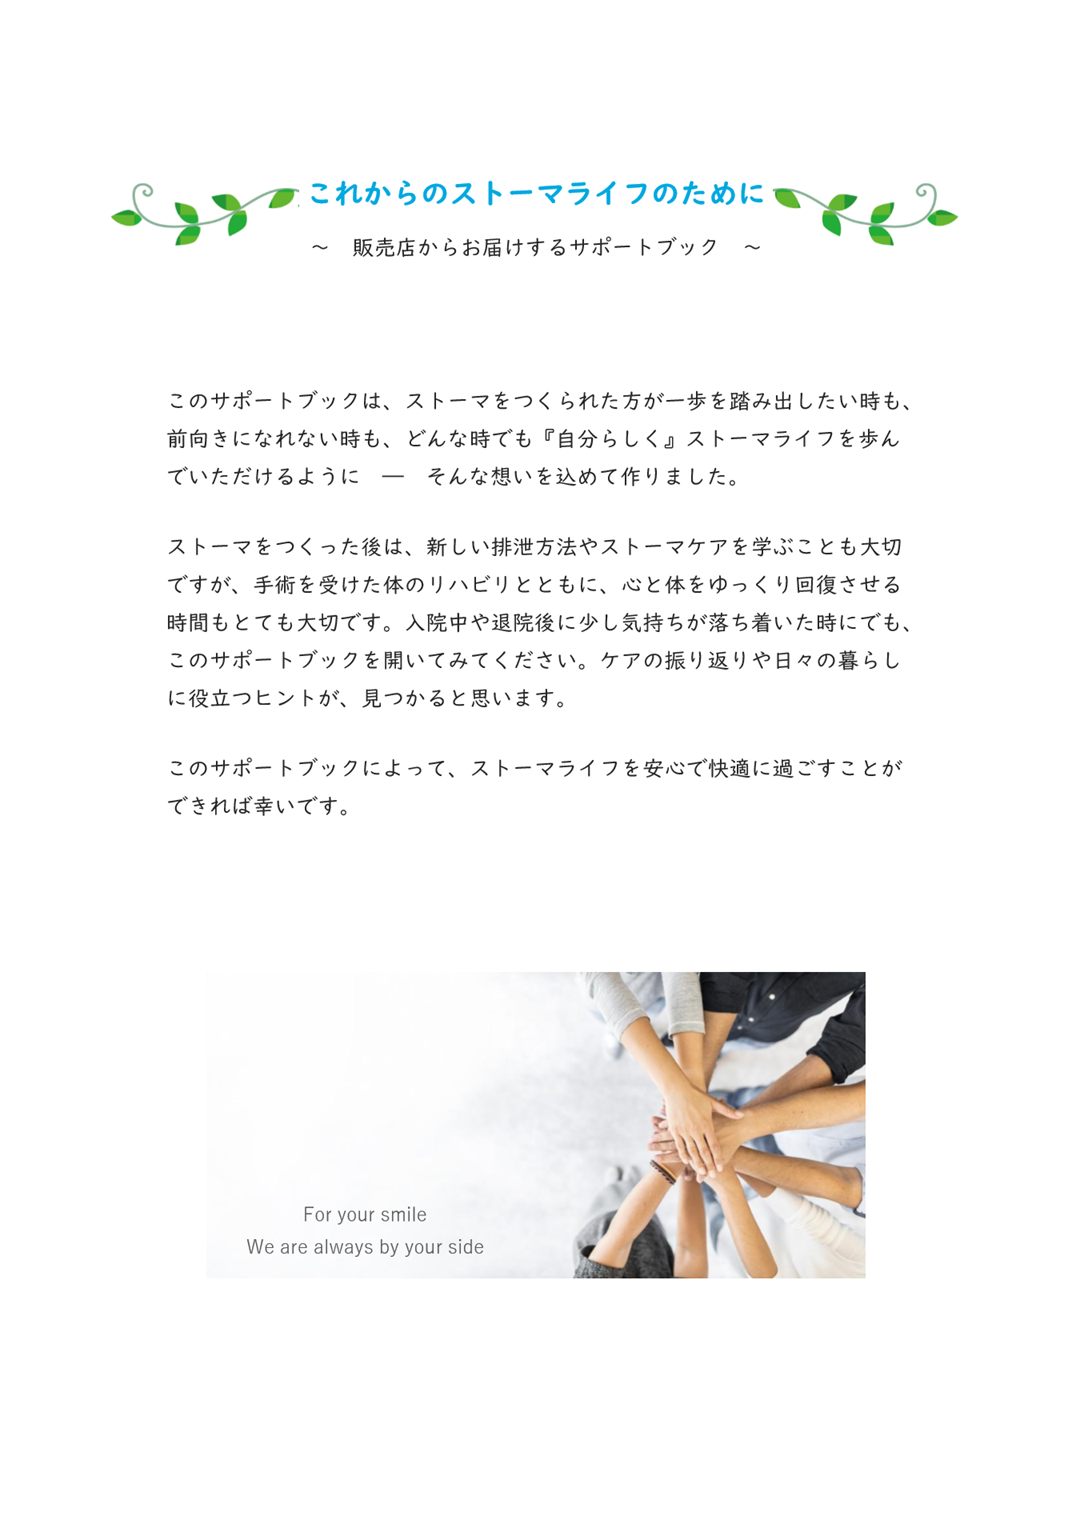 これからのストーマライフのために
～　販売店からお届けするサポートブック　～
このサポートブックは、ストーマをつくられた方が一歩を踏み出したい時も、
前向きになれない時も、どんな時でも『自分らしく』ストーマライフを歩ん
でいただけるように　―　そんな想いを込めて作りました。
ストーマをつくった後は、新しい排泄方法やストーマケアを学ぶことも大切
ですが、手術を受けた体のリハビリとともに、心と体をゆっくり回復させる
時間もとても大切です。入院中や退院後に少し気持ちが落ち着いた時にでも、
このサポートブックを開いてみてください。ケアの振り返りや日々の暮らし
に役立つヒントが、見つかると思います。
このサポートブックによって、ストーマライフを安心で快適に過ごすことが
できれば幸いです。
For your smile
We are always by your side